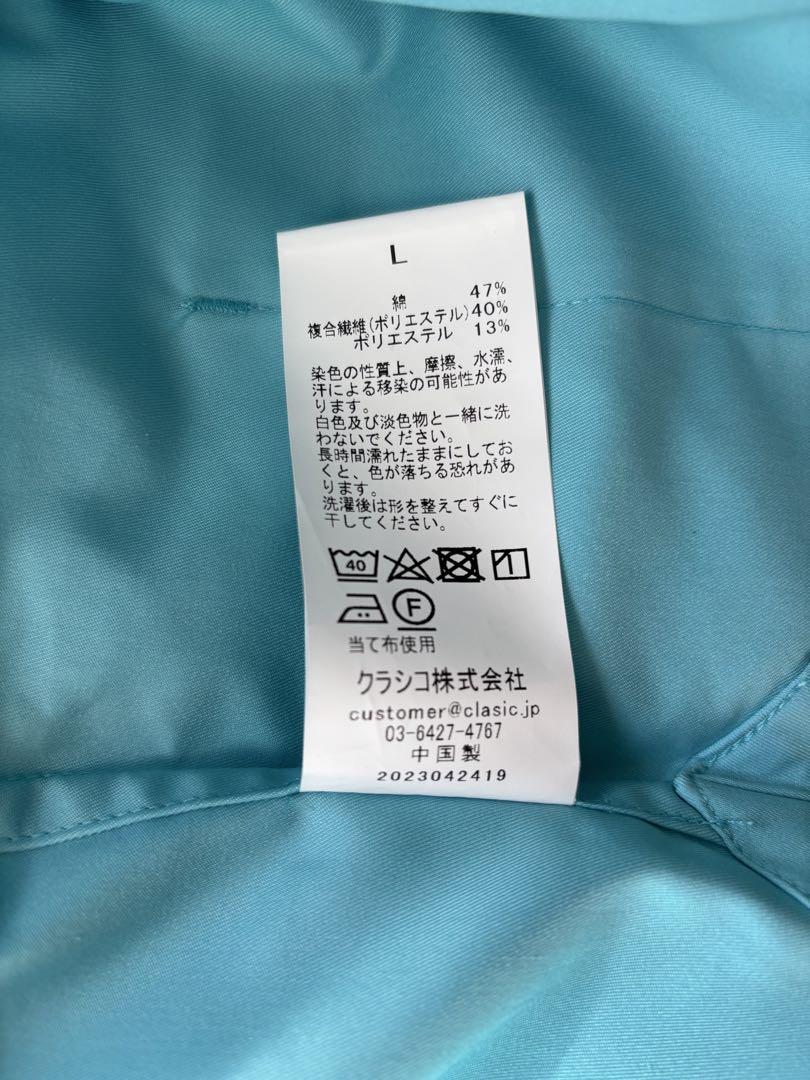 L
綿 47%
複合繊維(ポリエステル)40%
ポリエステル 13%
染色の性質上、摩擦、水濡、
汗による移染の可能性があ
ります。
白色及び淡色物と一緒に洗
わないでください。
長時間濡れたままにしてお
くと、色が落ちる恐れがあ
ります。
洗濯後は形を整えてすぐに
干してください。
40
F
当て布使用
クラシコ株式会社
customer@clasic.jp
03-6427-4767
中国製
2023042419